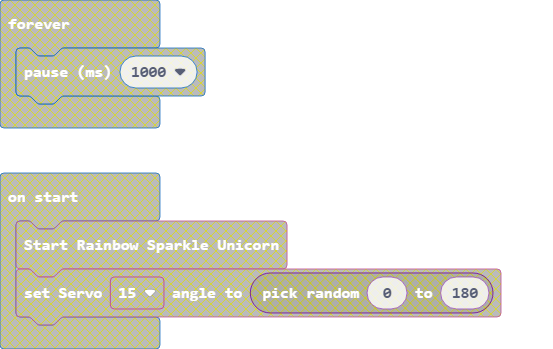 forever
pause (ms) 1000
on start
Start Rainbow Sparkle Unicorn
set Servo 15 angle to pick random 0 to 180